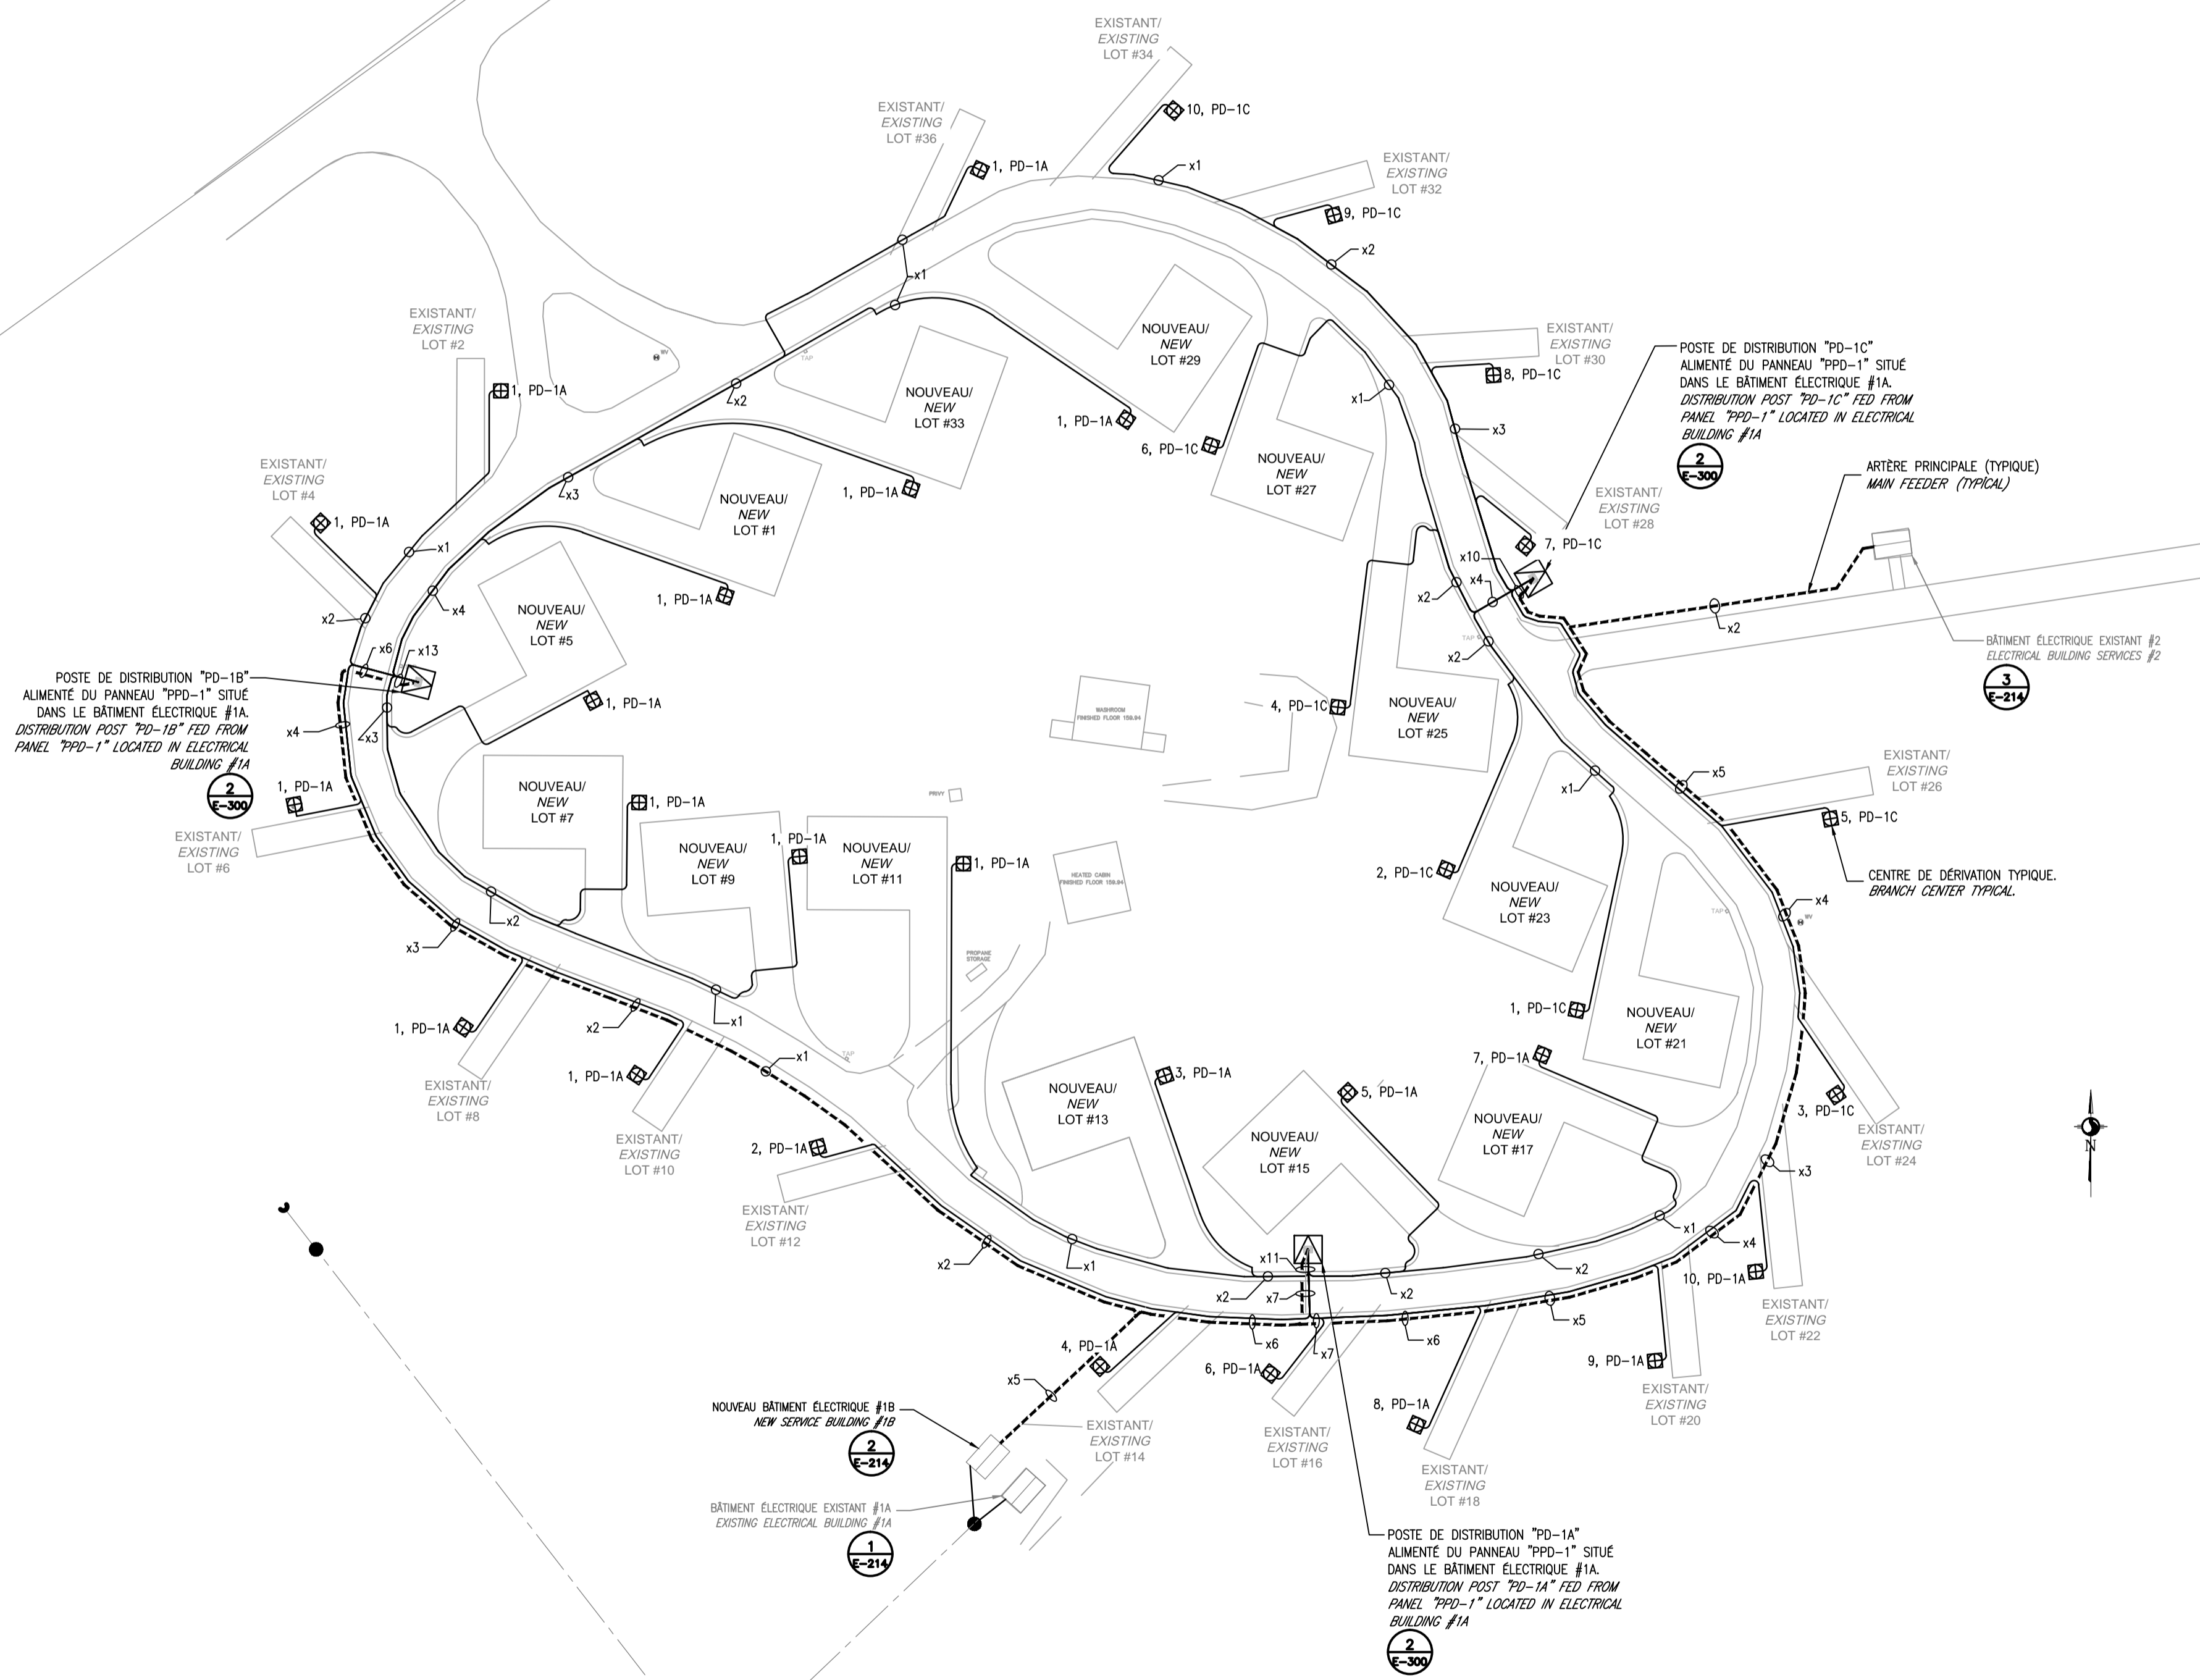 EXISTANT/
EXISTING
LOT #34
10, PD-1C
x1
EXISTANT/
EXISTING
LOT #36
1, PD-1A
x1
EXISTANT/
EXISTING
LOT #32
9, PD-1C
x2
EXISTANT/
EXISTING
LOT #2
1, PD-1A
WV
TAP
x2
NOUVEAU/
NEW
LOT #29
1, PD-1A
EXISTANT/
EXISTING
LOT #30
8, PD-1C
x3
POSTE DE DISTRIBUTION "PD-1C"
ALIMENTÉ DU PANNEAU "PPD-1" SITUÉ
DANS LE BÂTIMENT ÉLECTRIQUE #1A.
DISTRIBUTION POST "PD-1C" FED FROM
PANEL "PPD-1" LOCATED IN ELECTRICAL
BUILDING #1A
2
E-300
NOUVEAU/
NEW
LOT #33
1, PD-1A
x3
NOUVEAU/
NEW
LOT #1
1, PD-1A
x1
6, PD-1C
NOUVEAU/
NEW
LOT #27
EXISTANT/
EXISTING
LOT #4
1, PD-1A
x1
x2
x4
EXISTANT/
EXISTING
LOT #28
7, PD-1C
x10
x4
x2
TAP
x2
ARTÈRE PRINCIPALE (TYPIQUE)
MAIN FEEDER (TYPICAL)
x2
BÂTIMENT ÉLECTRIQUE EXISTANT #2
ELECTRICAL BUILDING SERVICES #2
3
E-214
NOUVEAU/
NEW
LOT #5
1, PD-1A
x6
x13
POSTE DE DISTRIBUTION "PD-1B"
ALIMENTÉ DU PANNEAU "PPD-1" SITUÉ
DANS LE BÂTIMENT ÉLECTRIQUE #1A.
DISTRIBUTION POST "PD-1B" FED FROM
PANEL "PPD-1" LOCATED IN ELECTRICAL
BUILDING #1A
2
E-300
x4
x3
WASHROOM
FINISHED FLOOR 159.94
4, PD-1C
NOUVEAU/
NEW
LOT #25
1, PD-1A
EXISTANT/
EXISTING
LOT #6
NOUVEAU/
NEW
LOT #7
1, PD-1A
PRIVY
x1
x5
EXISTANT/
EXISTING
LOT #26
5, PD-1C
CENTRE DE DÉRIVATION TYPIQUE.
BRANCH CENTER TYPICAL.
NOUVEAU/
NEW
LOT #9
1, PD-1A
NOUVEAU/
NEW
LOT #11
1, PD-1A
HEATED CABIN
FINISHED FLOOR 159.94
2, PD-1C
NOUVEAU/
NEW
LOT #23
TAP
x4
WV
x2
x3
PROPANE
STORAGE
1, PD-1C
NOUVEAU/
NEW
LOT #21
x2
x1
1, PD-1A
EXISTANT/
EXISTING
LOT #8
1, PD-1A
EXISTANT/
EXISTING
LOT #10
x1
TAP
NOUVEAU/
NEW
LOT #13
3, PD-1A
5, PD-1A
7, PD-1A
NOUVEAU/
NEW
LOT #17
3, PD-1C
EXISTANT/
EXISTING
LOT #24
N
2, PD-1A
EXISTANT/
EXISTING
LOT #12
NOUVEAU/
NEW
LOT #15
x3
x1
x4
x2
x1
x11
x2
x7
x2
x2
10, PD-1A
EXISTANT/
EXISTING
LOT #22
x5
x6
x7
x6
4, PD-1A
6, PD-1A
9, PD-1A
EXISTANT/
EXISTING
LOT #20
x5
8, PD-1A
EXISTANT/
EXISTING
LOT #14
EXISTANT/
EXISTING
LOT #16
EXISTANT/
EXISTING
LOT #18
NOUVEAU BÂTIMENT ÉLECTRIQUE #1B
NEW SERVICE BUILDING #1B
2
E-214
BÂTIMENT ÉLECTRIQUE EXISTANT #1A
EXISTING ELECTRICAL BUILDING #1A
1
E-214
POSTE DE DISTRIBUTION "PD-1A"
ALIMENTÉ DU PANNEAU "PPD-1" SITUÉ
DANS LE BÂTIMENT ÉLECTRIQUE #1A.
DISTRIBUTION POST "PD-1A" FED FROM
PANEL "PPD-1" LOCATED IN ELECTRICAL
BUILDING #1A
2
E-300